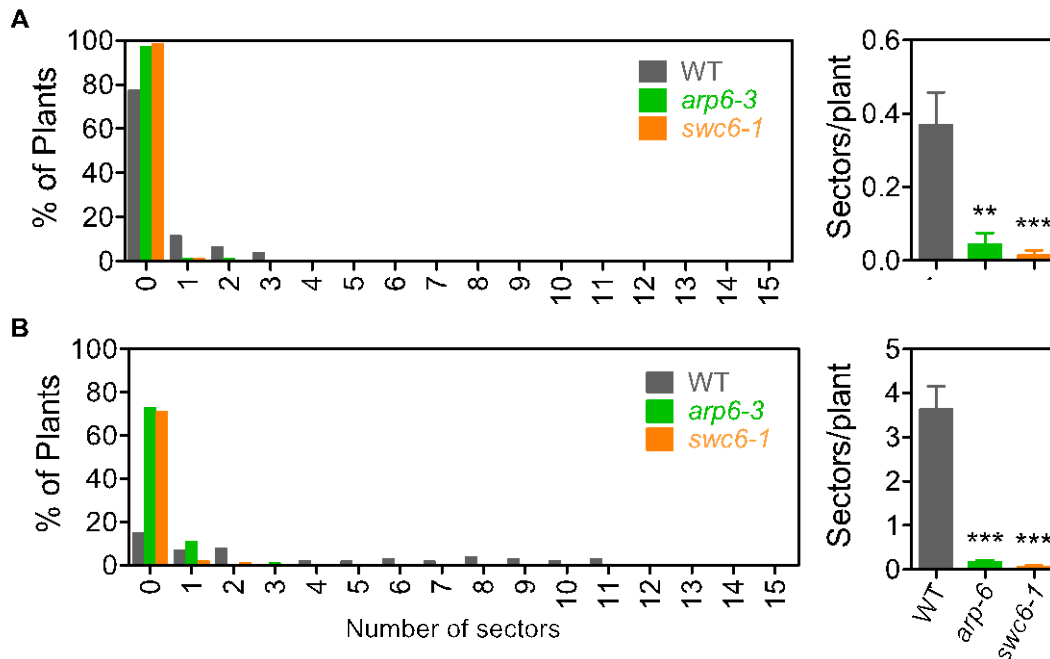 A
% of Plants
100
80
60
40
20
0
WT
arp6-3
swc6-1
0 1 2 3 4 5 6 7 8 9 10 11 12 13 14 15
Sectors/plant
0.6
0.4
0.2
0.0
**
***
B
% of Plants
100
80
60
40
20
0
WT
arp6-3
swc6-1
0 1 2 3 4 5 6 7 8 9 10 11 12 13 14 15
Number of sectors
Sectors/plant
5
4
3
2
1
0
***
***
WT
arp-6
swc6-1